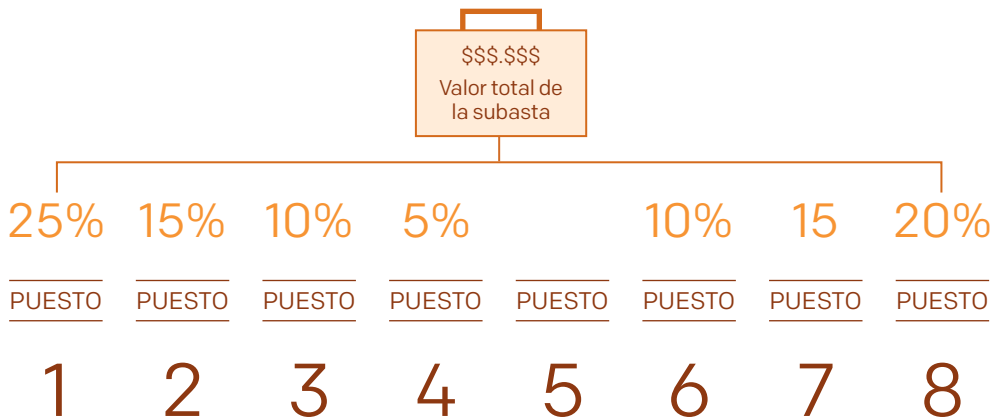 $$$.$$$
Valor total de
la subasta
25% 15% 10% 5% 10% 15 20%
PUESTO PUESTO PUESTO PUESTO PUESTO PUESTO PUESTO PUESTO
1 2 3 4 5 6 7 8